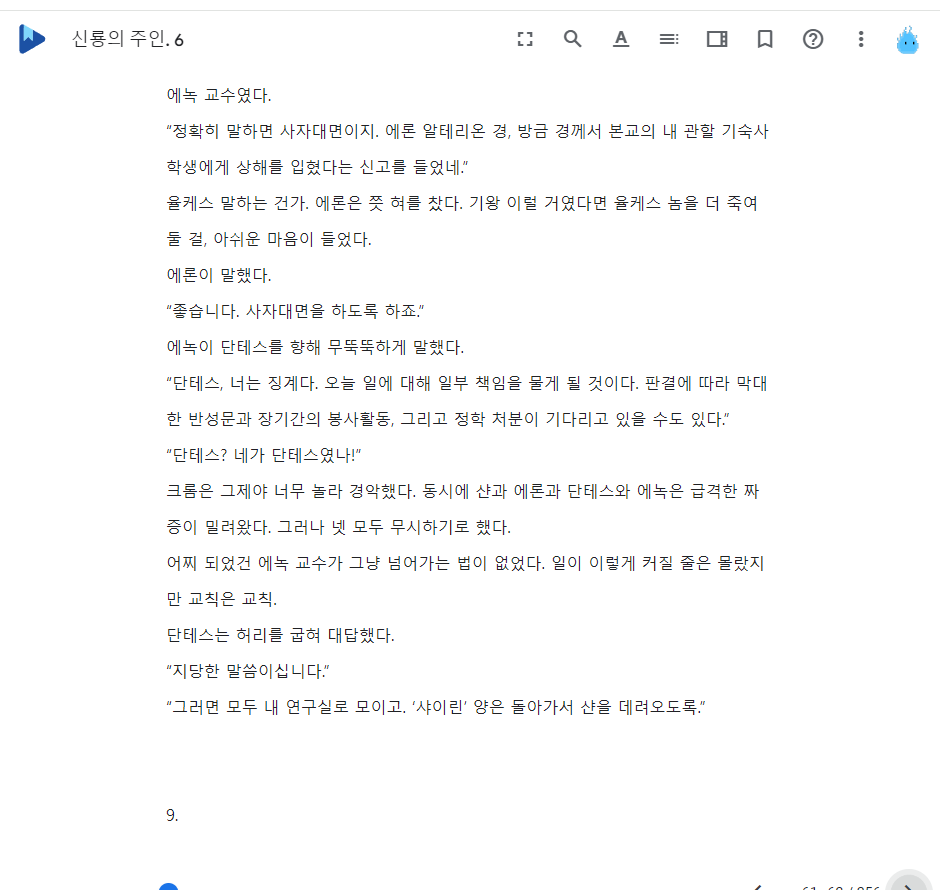 신룡의 주인. 6
에녹 교수였다.
“정확히 말하면 사자대면이지. 에론 알테리온 경, 방금 경께서 본교의 내 관할 기숙사
학생에게 상해를 입혔다는 신고를 들었네.”
율케스 말하는 건가. 에론은 쯧 혀를 찼다. 기왕 이럴 거였다면 율케스 놈을 더 죽여
둘 걸, 아쉬운 마음이 들었다.
에론이 말했다.
“좋습니다. 사자대면을 하도록 하죠.”
에녹이 단테스를 향해 무뚝뚝하게 말했다.
“단테스, 너는 징계다. 오늘 일에 대해 일부 책임을 물게 될 것이다. 판결에 따라 막대
한 반성문과 장기간의 봉사활동, 그리고 정학 처분이 기다리고 있을 수도 있다.”
“단테스? 네가 단테스였나!”
크롬은 그제야 너무 놀라 경악했다. 동시에 샨과 에론과 단테스와 에녹은 급격한 짜
증이 밀려왔다. 그러나 넷 모두 무시하기로 했다.
어찌 되었건 에녹 교수가 그냥 넘어가는 법이 없었다. 일이 이렇게 커질 줄은 몰랐지
만 교칙은 교칙.
단테스는 허리를 굽혀 대답했다.
“지당한 말씀이십니다.”
“그러면 모두 내 연구실로 모이고. ‘샤이린’ 양은 돌아가서 샨을 데려오도록.”
9.